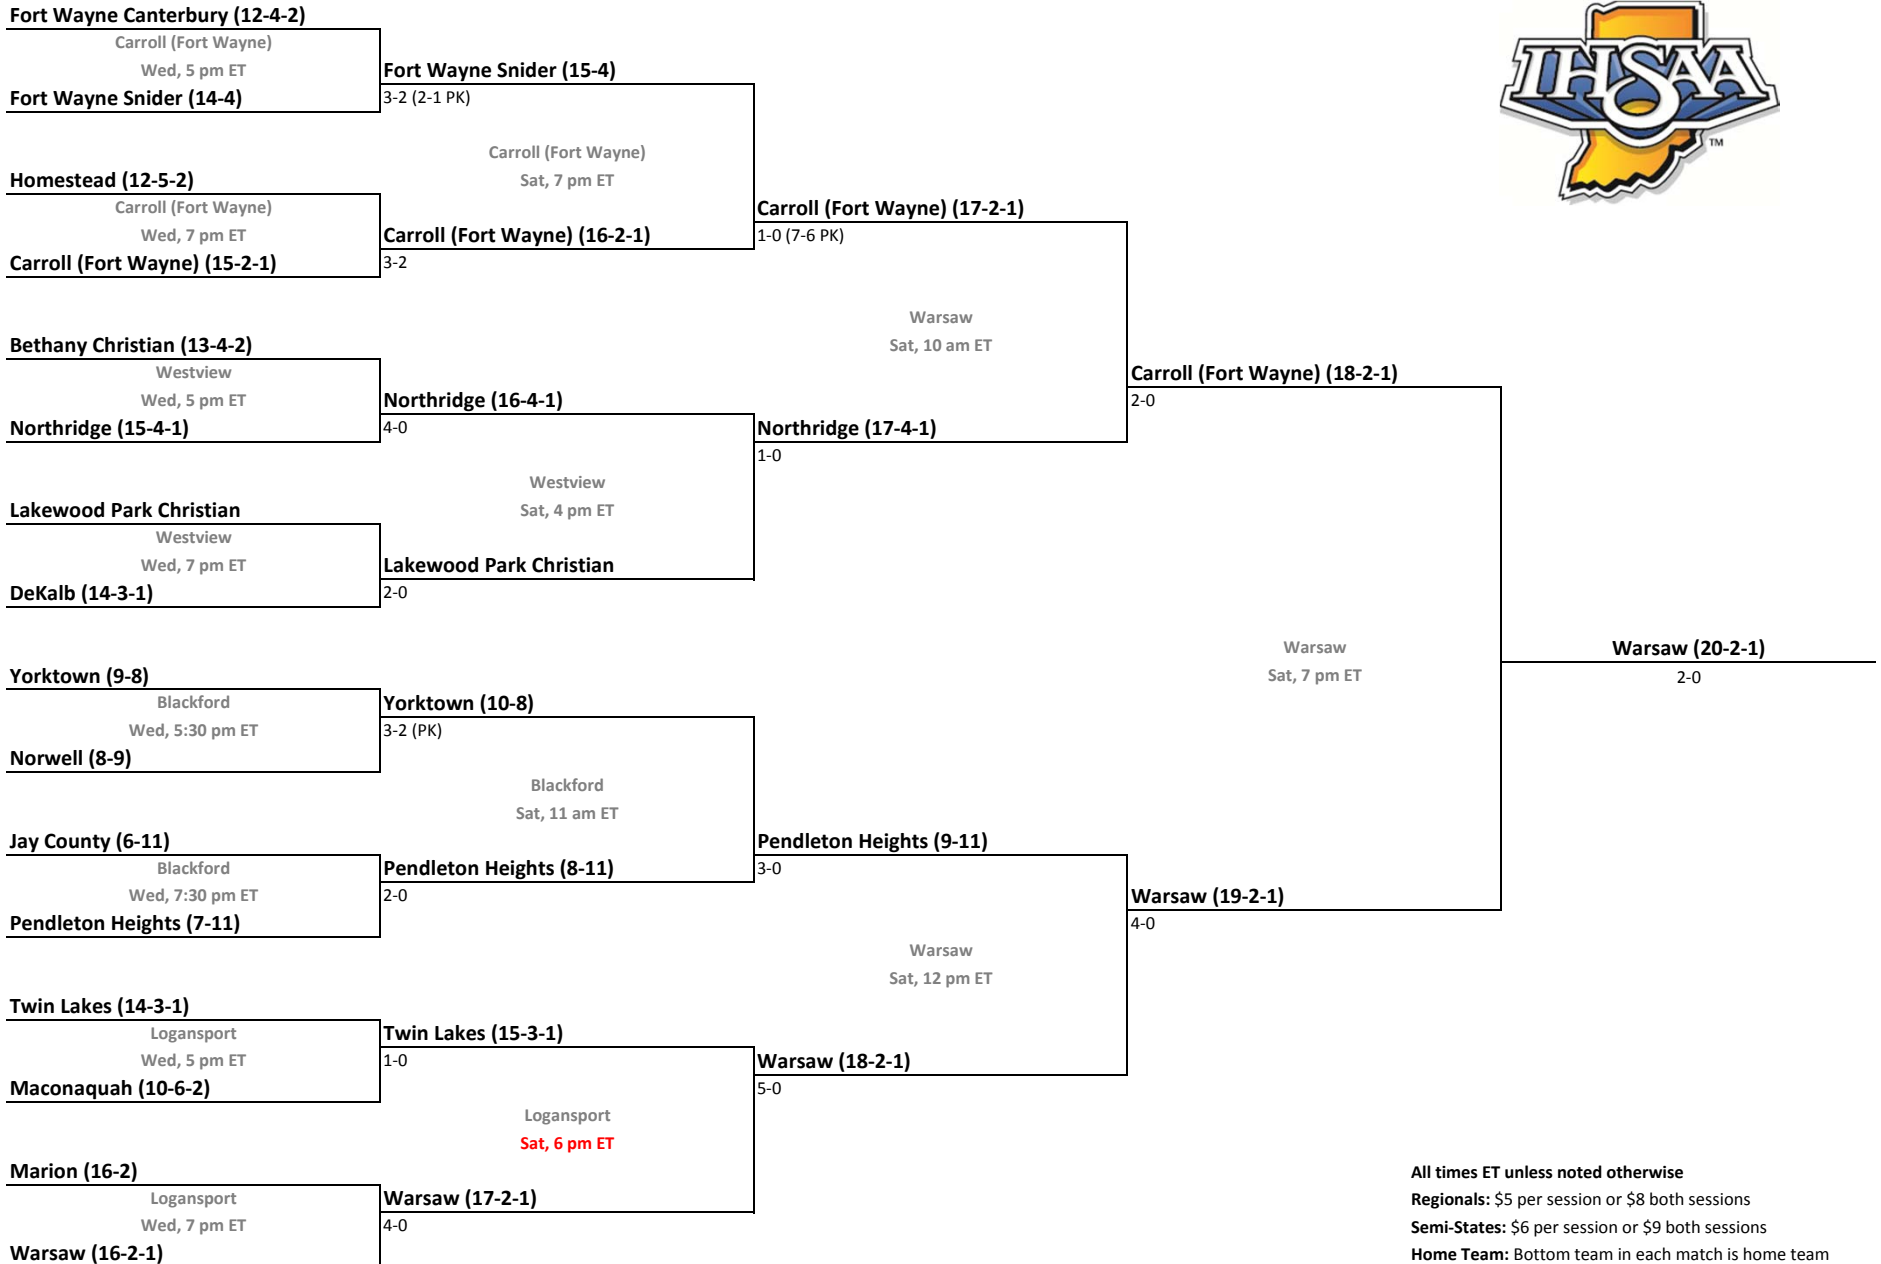 Fort Wayne Canterbury (12-4-2)
Carroll (Fort Wayne)
Wed, 5 pm ET
Fort Wayne Snider (14-4)
Fort Wayne Snider (15-4)
3-2 (2-1 PK)
Carroll (Fort Wayne)
Sat, 7 pm ET
Homestead (12-5-2)
Carroll (Fort Wayne)
Wed, 7 pm ET
Carroll (Fort Wayne) (15-2-1)
Carroll (Fort Wayne) (16-2-1)
3-2
Carroll (Fort Wayne) (17-2-1)
1-0 (7-6 PK)
Warsaw
Sat, 10 am ET
Bethany Christian (13-4-2)
Westview
Wed, 5 pm ET
Northridge (15-4-1)
Northridge (16-4-1)
4-0
Northridge (17-4-1)
1-0
Westview
Sat, 4 pm ET
Lakewood Park Christian
Westview
Wed, 7 pm ET
DeKalb (14-3-1)
Lakewood Park Christian
2-0
Carroll (Fort Wayne) (18-2-1)
2-0
Warsaw
Sat, 7 pm ET
Warsaw (20-2-1)
2-0
Yorktown (9-8)
Blackford
Wed, 5:30 pm ET
Norwell (8-9)
Yorktown (10-8)
3-2 (PK)
Blackford
Sat, 11 am ET
Jay County (6-11)
Blackford
Wed, 7:30 pm ET
Pendleton Heights (7-11)
Pendleton Heights (8-11)
2-0
Pendleton Heights (9-11)
3-0
Warsaw
Sat, 12 pm ET
Warsaw (19-2-1)
4-0
Twin Lakes (14-3-1)
Logansport
Wed, 5 pm ET
Maconaquah (10-6-2)
Twin Lakes (15-3-1)
1-0
Logansport
Sat, 6 pm ET
Warsaw (18-2-1)
5-0
Marion (16-2)
Logansport
Wed, 7 pm ET
Warsaw (16-2-1)
Warsaw (17-2-1)
4-0
IHSAA
TM
All times ET unless noted otherwise
Regionals: $5 per session or $8 both sessions
Semi-States: $6 per session or $9 both sessions
Home Team: Bottom team in each match is home team